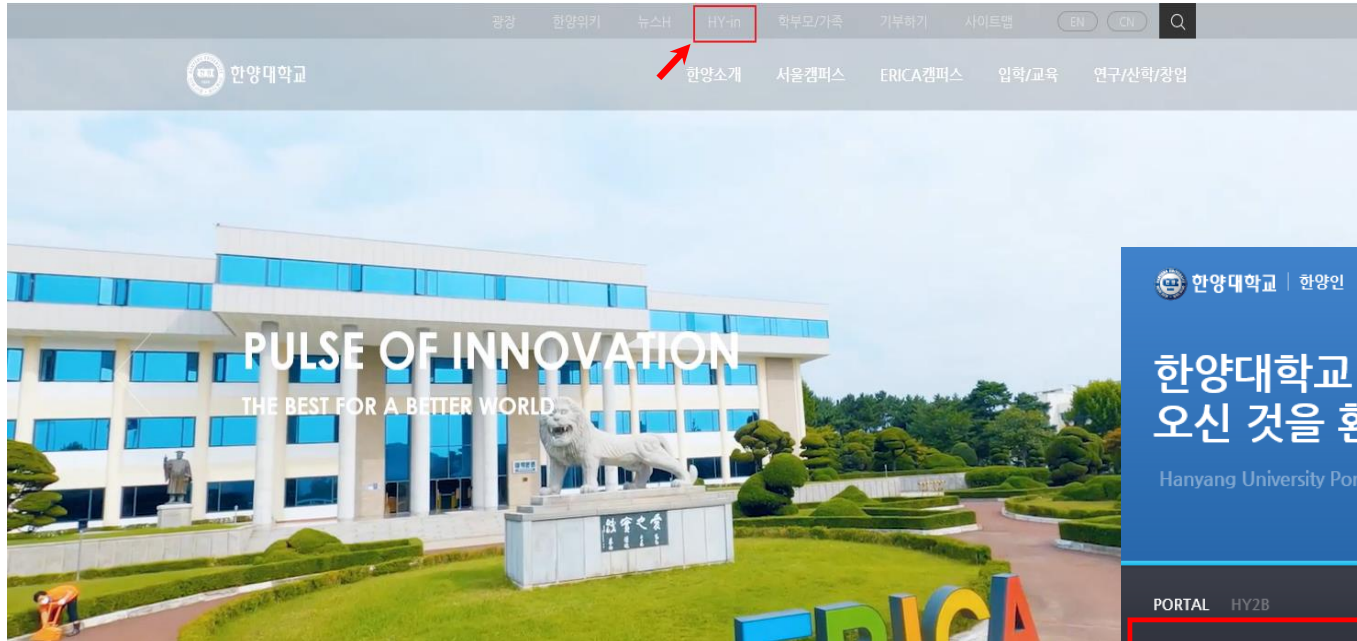 광장 한양위키 뉴스H HY-in 학부모/가족 기부하기 사이트맵 EN CN
한양대학교 한양소개 서울캠퍼스 ERICA캠퍼스 입학/교육 연구/산학/창업
PULSE OF INNOVATION
THE BEST FOR A BETTER WORLD
ERICA
한양대학교 한양인
한양대학교
오신 것을 환
Hanyang University Por
PORTAL HY2B